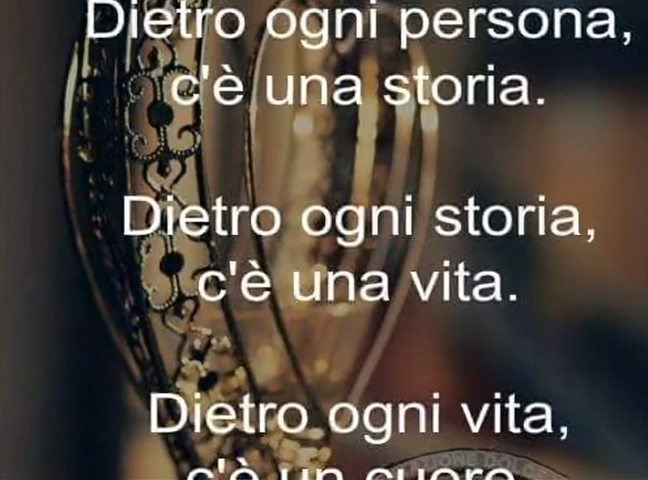 Dietro ogni persona,
c'è una storia.
Dietro ogni storia,
c'è una vita.
Dietro ogni vita,
c'è un cuore